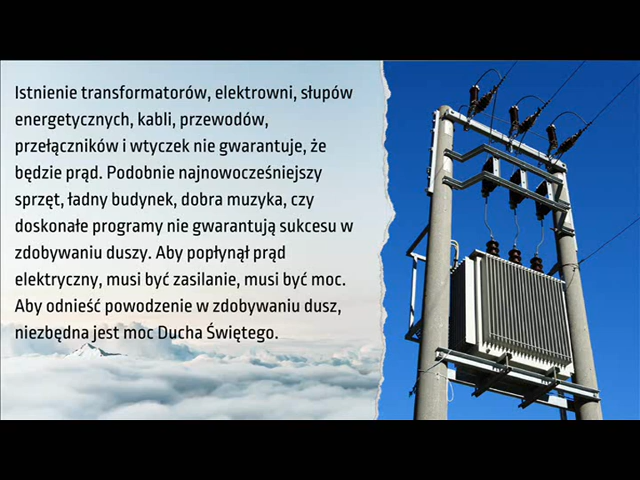 Istnienie transformatorów, elektrowni, słupów
energetycznych, kabli, przewodów,
przełączników i wtyczek nie gwarantuje, że
będzie prąd. Podobnie najnowocześniejszy
sprzęt, ładny budynek, dobra muzyka, czy
doskonałe programy nie gwarantują sukcesu w
zdobywaniu duszy. Aby popłynął prąd
elektryczny, musi być zasilanie, musi być moc.
Aby odnieść powodzenie w zdobywaniu dusz,
niezbędna jest moc Ducha Świętego.